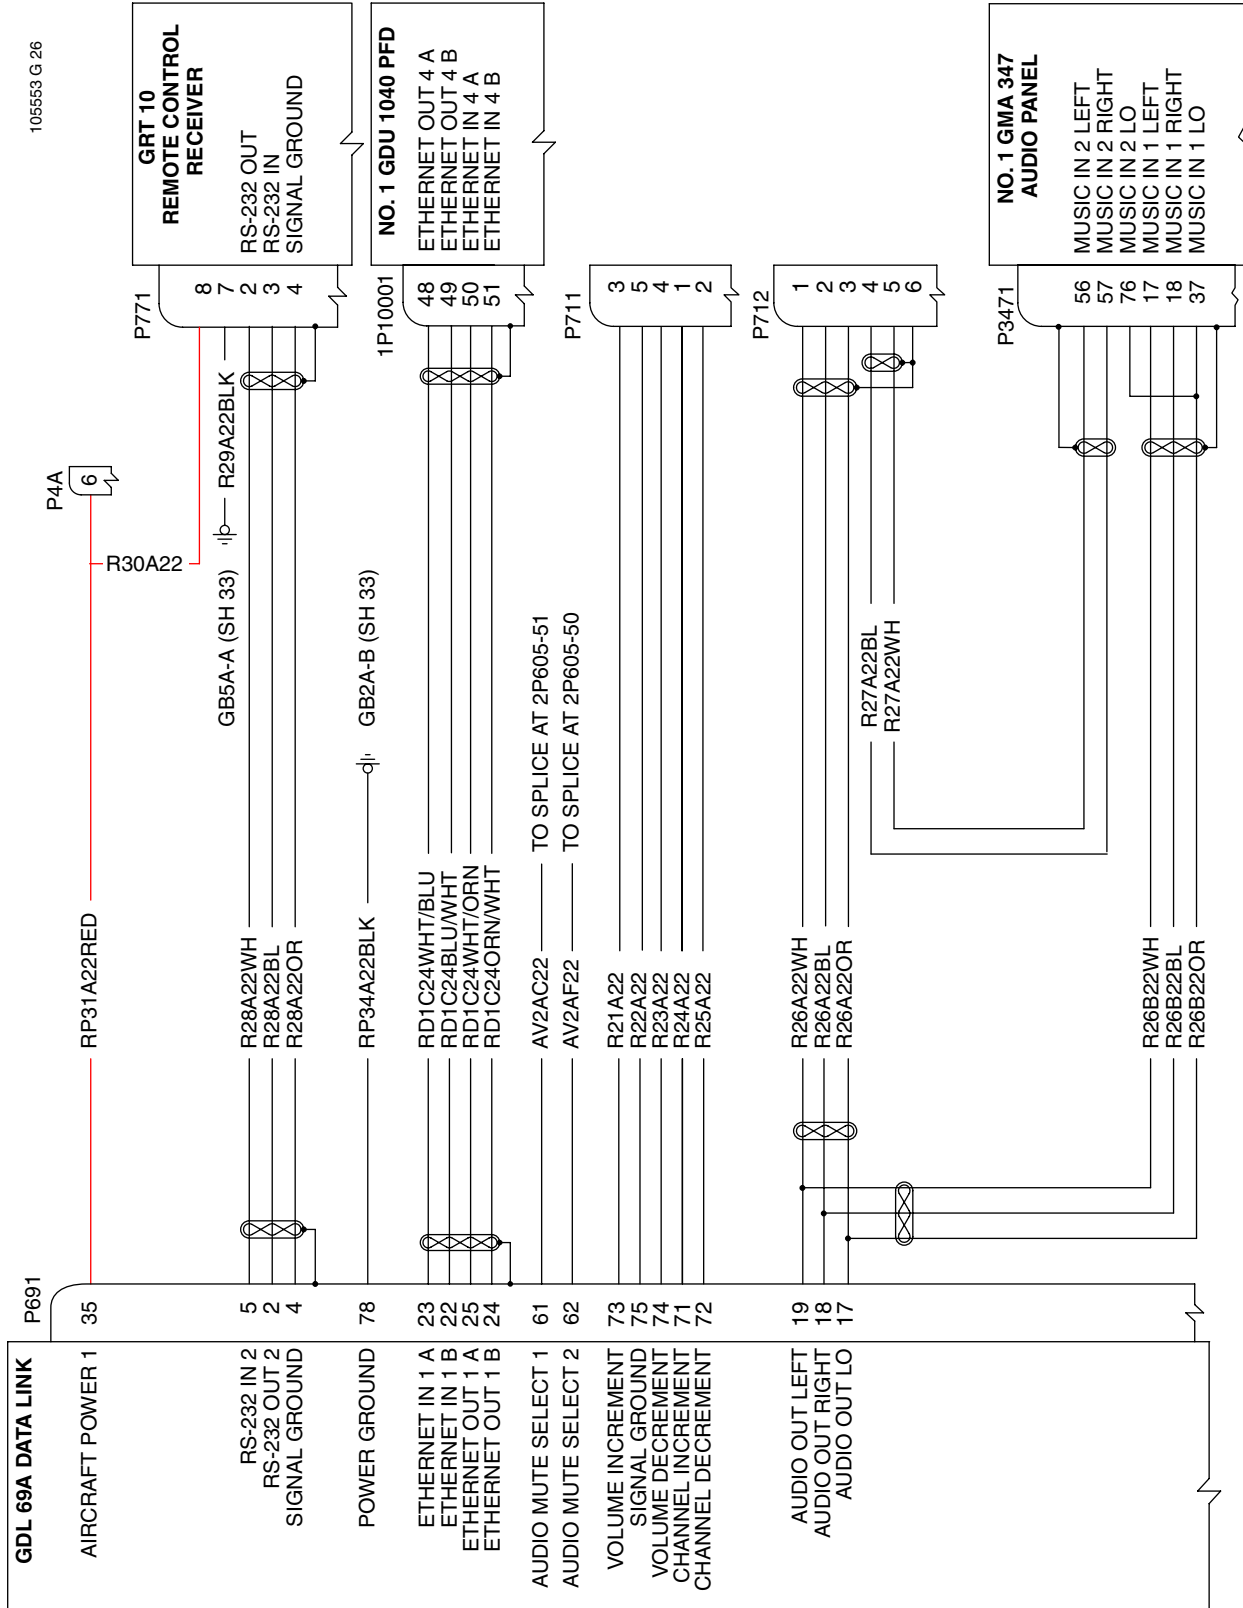 105553 G 26
GDL 69A DATA LINK
P691
AIRCRAFT POWER 1
35
RP31A22RED
P4A
6
R30A22
RS-232 IN 2
5
R28A22WH
RS-232 OUT 2
2
R28A22BL
SIGNAL GROUND
4
R28A22OR
GB5A-A (SH 33)
R29A22BLK
P771
8
7
2
3
4
GRT 10
REMOTE CONTROL
RECEIVER
RS-232 OUT
RS-232 IN
SIGNAL GROUND
POWER GROUND
78
RP34A22BLK
GB2A-B (SH 33)
ETHERNET IN 1 A
23
RD1C24WHT/BLU
ETHERNET IN 1 B
22
RD1C24BLU/WHT
ETHERNET OUT 1 A
25
RD1C24WHT/ORN
ETHERNET OUT 1 B
24
RD1C24ORN/WHT
1P10001
48
49
50
51
NO. 1 GDU 1040 PFD
ETHERNET OUT 4 A
ETHERNET OUT 4 B
ETHERNET IN 4 A
ETHERNET IN 4 B
AUDIO MUTE SELECT 1
61
AV2AC22
TO SPLICE AT 2P605-51
AUDIO MUTE SELECT 2
62
AV2AF22
TO SPLICE AT 2P605-50
VOLUME INCREMENT
73
R21A22
SIGNAL GROUND
75
R22A22
VOLUME DECREMENT
74
R23A22
CHANNEL INCREMENT
71
R24A22
CHANNEL DECREMENT
72
R25A22
P711
3
5
4
1
2
AUDIO OUT LEFT
19
R26A22WH
AUDIO OUT RIGHT
18
R26A22BL
AUDIO OUT LO
17
R26A22OR
R27A22BL
R27A22WH
P712
1
2
3
4
5
6
R26B22WH
R26B22BL
R26B22OR
P3471
56
57
76
17
18
37
NO. 1 GMA 347
AUDIO PANEL
MUSIC IN 2 LEFT
MUSIC IN 2 RIGHT
MUSIC IN 2 LO
MUSIC IN 1 LEFT
MUSIC IN 1 RIGHT
MUSIC IN 1 LO